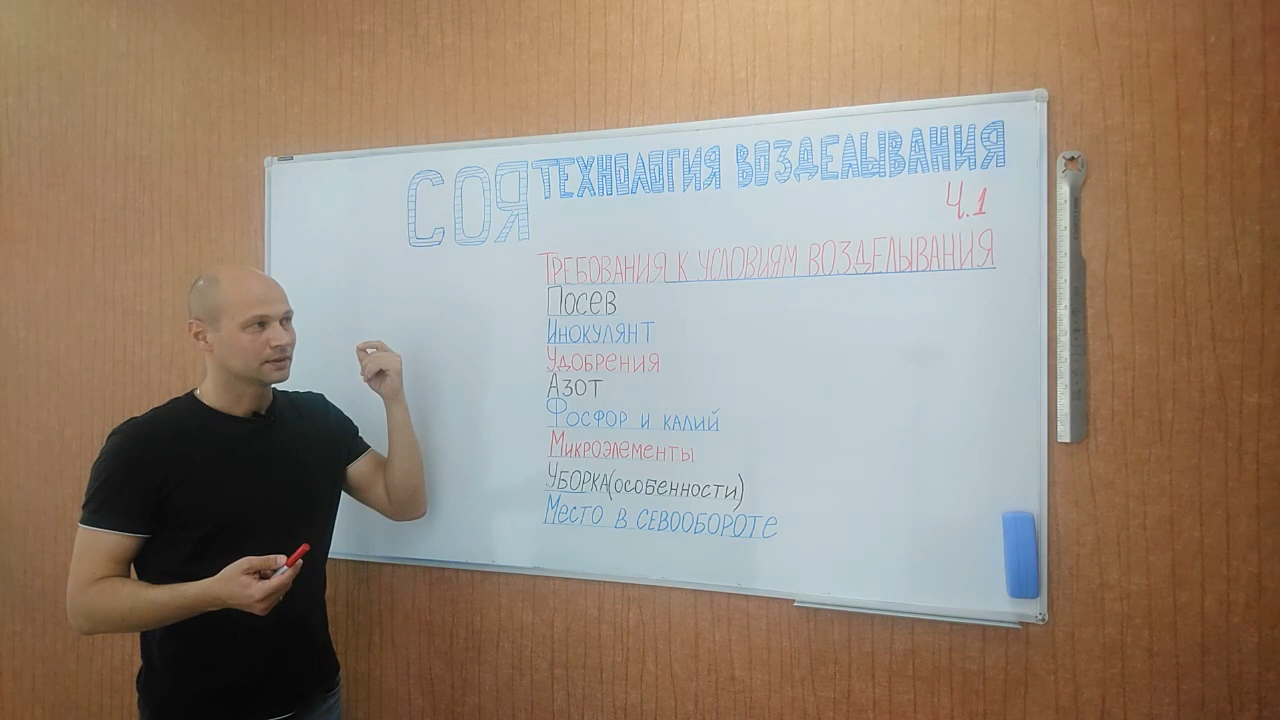 СОЯ ТЕХНОЛОГИЯ ВОЗДЕЛЫВАНИЯ
Ч.1
ТРЕБОВАНИЯ К УСЛОВИЯМ ВОЗДЕЛЫВАНИЯ
ПОСЕВ
ИНОКУЛЯНТ
УДОБРЕНИЯ
АЗОТ
ФОСФОР И КАЛИЙ
МИКРОЭЛЕМЕНТЫ
УБОРКА(ОСОБЕННОСТИ)
МЕСТО В СЕВООБОРОТЕ